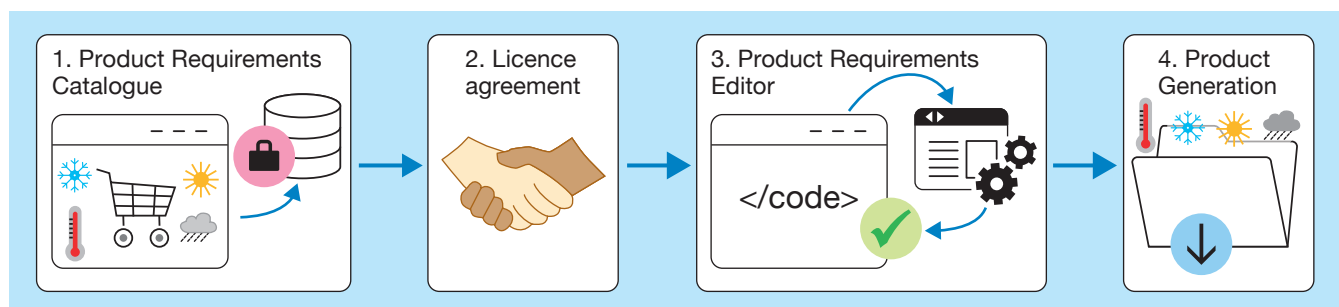 1. Product Requirements
Catalogue
2. Licence
agreement
3. Product Requirements
Editor
</code>
4. Product
Generation